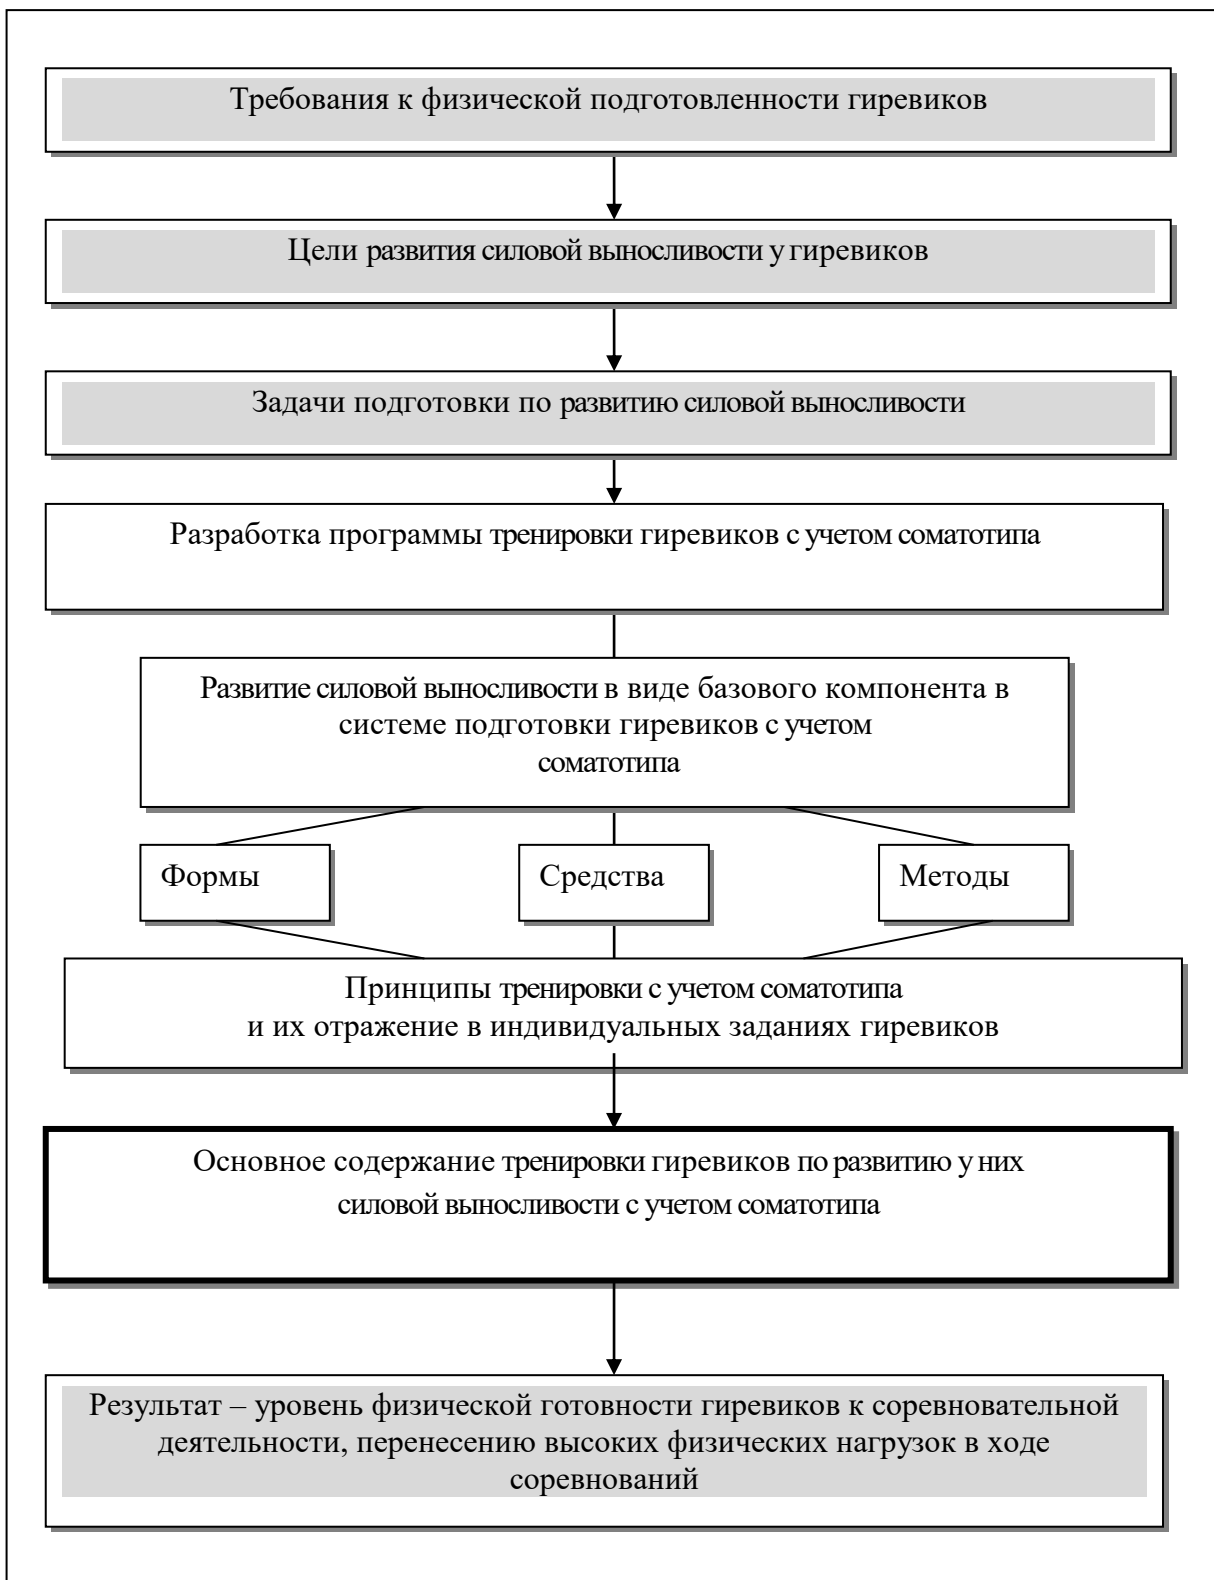 Требования к физической подготовленности гиревиков
Цели развития силовой выносливости у гиревиков
Задачи подготовки по развитию силовой выносливости
Разработка программы тренировки гиревиков с учетом соматотипа
Развитие силовой выносливости в виде базового компонента в
системе подготовки гиревиков с учетом
соматотипа
Формы
Средства
Методы
Принципы тренировки с учетом соматотипа
и их отражение в индивидуальных заданиях гиревиков
Основное содержание тренировки гиревиков по развитию у них
силовой выносливости с учетом соматотипа
Результат – уровень физической готовности гиревиков к соревновательной
деятельности, перенесению высоких физических нагрузок в ходе
соревнований